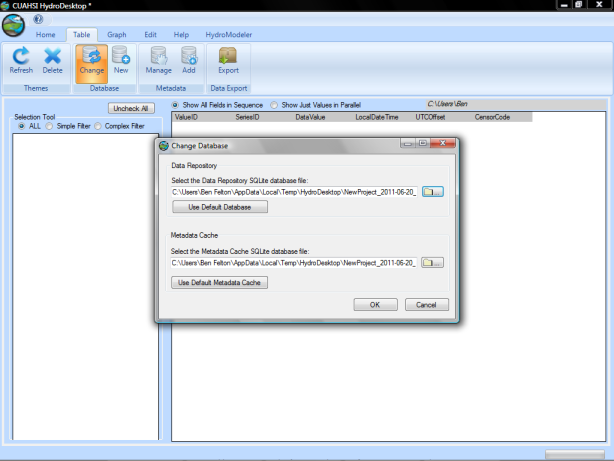 CUAHSI HydroDesktop *
Home Table Graph Edit Help HydroModeler
Refresh Delete Change New Manage Add Export
Themes Database Metadata Data Export
Uncheck All
Selection Tool
ALL Simple Filter Complex Filter
Show All Fields in Sequence Show Just Values in Parallel C:\Users\Ben
ValueID SeriesID DataValue LocalDateTime UTCOffset CensorCode
Change Database
Data Repository
Select the Data Repository SQLite database file:
C:\Users\Ben Felton\AppData\Local\Temp\HydroDesktop\NewProject_2011-06-20_ ...
Use Default Database
Metadata Cache
Select the Metadata Cache SQLite database file:
C:\Users\Ben Felton\AppData\Local\Temp\HydroDesktop\NewProject_2011-06-20_ ...
Use Default Metadata Cache
OK Cancel